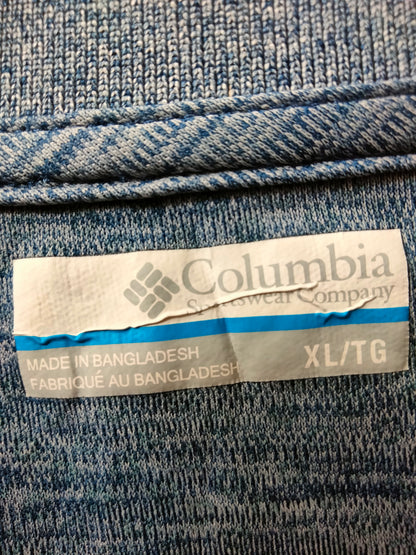 Columbia
Sportswear Company
MADE IN BANGLADESH
FABRIQUÉ AU BANGLADESH
XL/TG